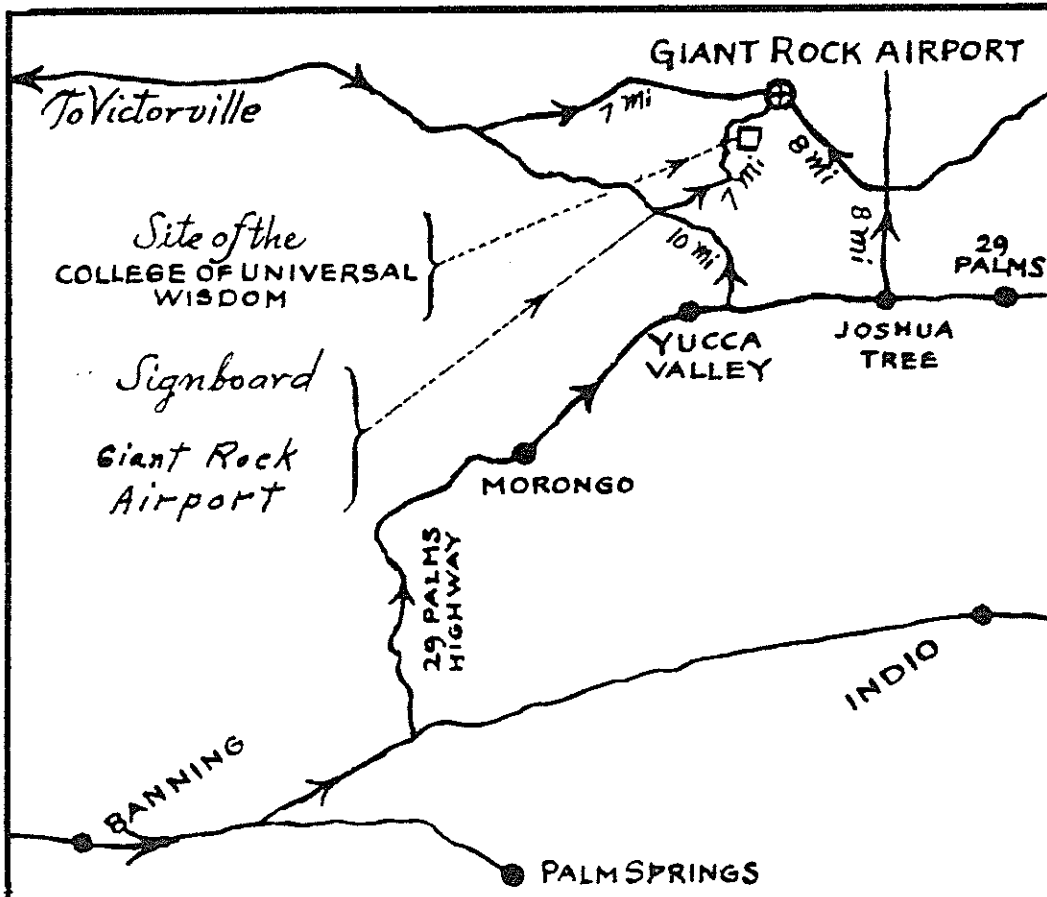 GIANT ROCK AIRPORT
To Victorville
7 mi
8 mi
7 mi
Site of the
COLLEGE OF UNIVERSAL
WISDOM
10 mi
8 mi
29
PALMS
YUCCA
VALLEY
JOSHUA
TREE
Signboard
Giant Rock
Airport
MORONGO
29 PALMS
HIGHWAY
INDIO
BANNING
PALM SPRINGS